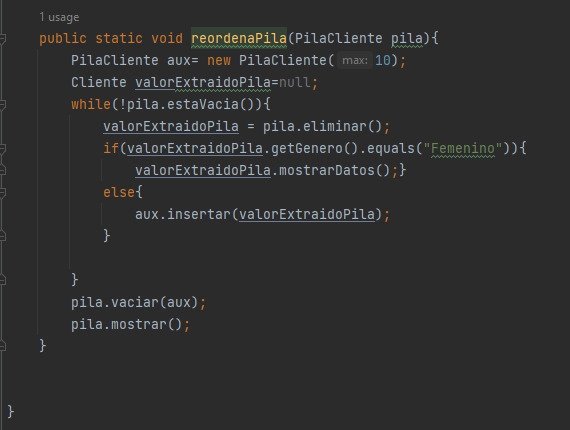 1 usage
public static void reordenaPila(PilaCliente pila){
PilaCliente aux= new PilaCliente( max: 10);
Cliente valorExtraidoPila=null;
while(!pila.estaVacia()){
valorExtraidoPila = pila.eliminar();
if(valorExtraidoPila.getGenero().equals("Femenino")){
valorExtraidoPila.mostrarDatos();}
else{
aux.insertar(valorExtraidoPila);
}
}
pila.vaciar(aux);
pila.mostrar();
}
}